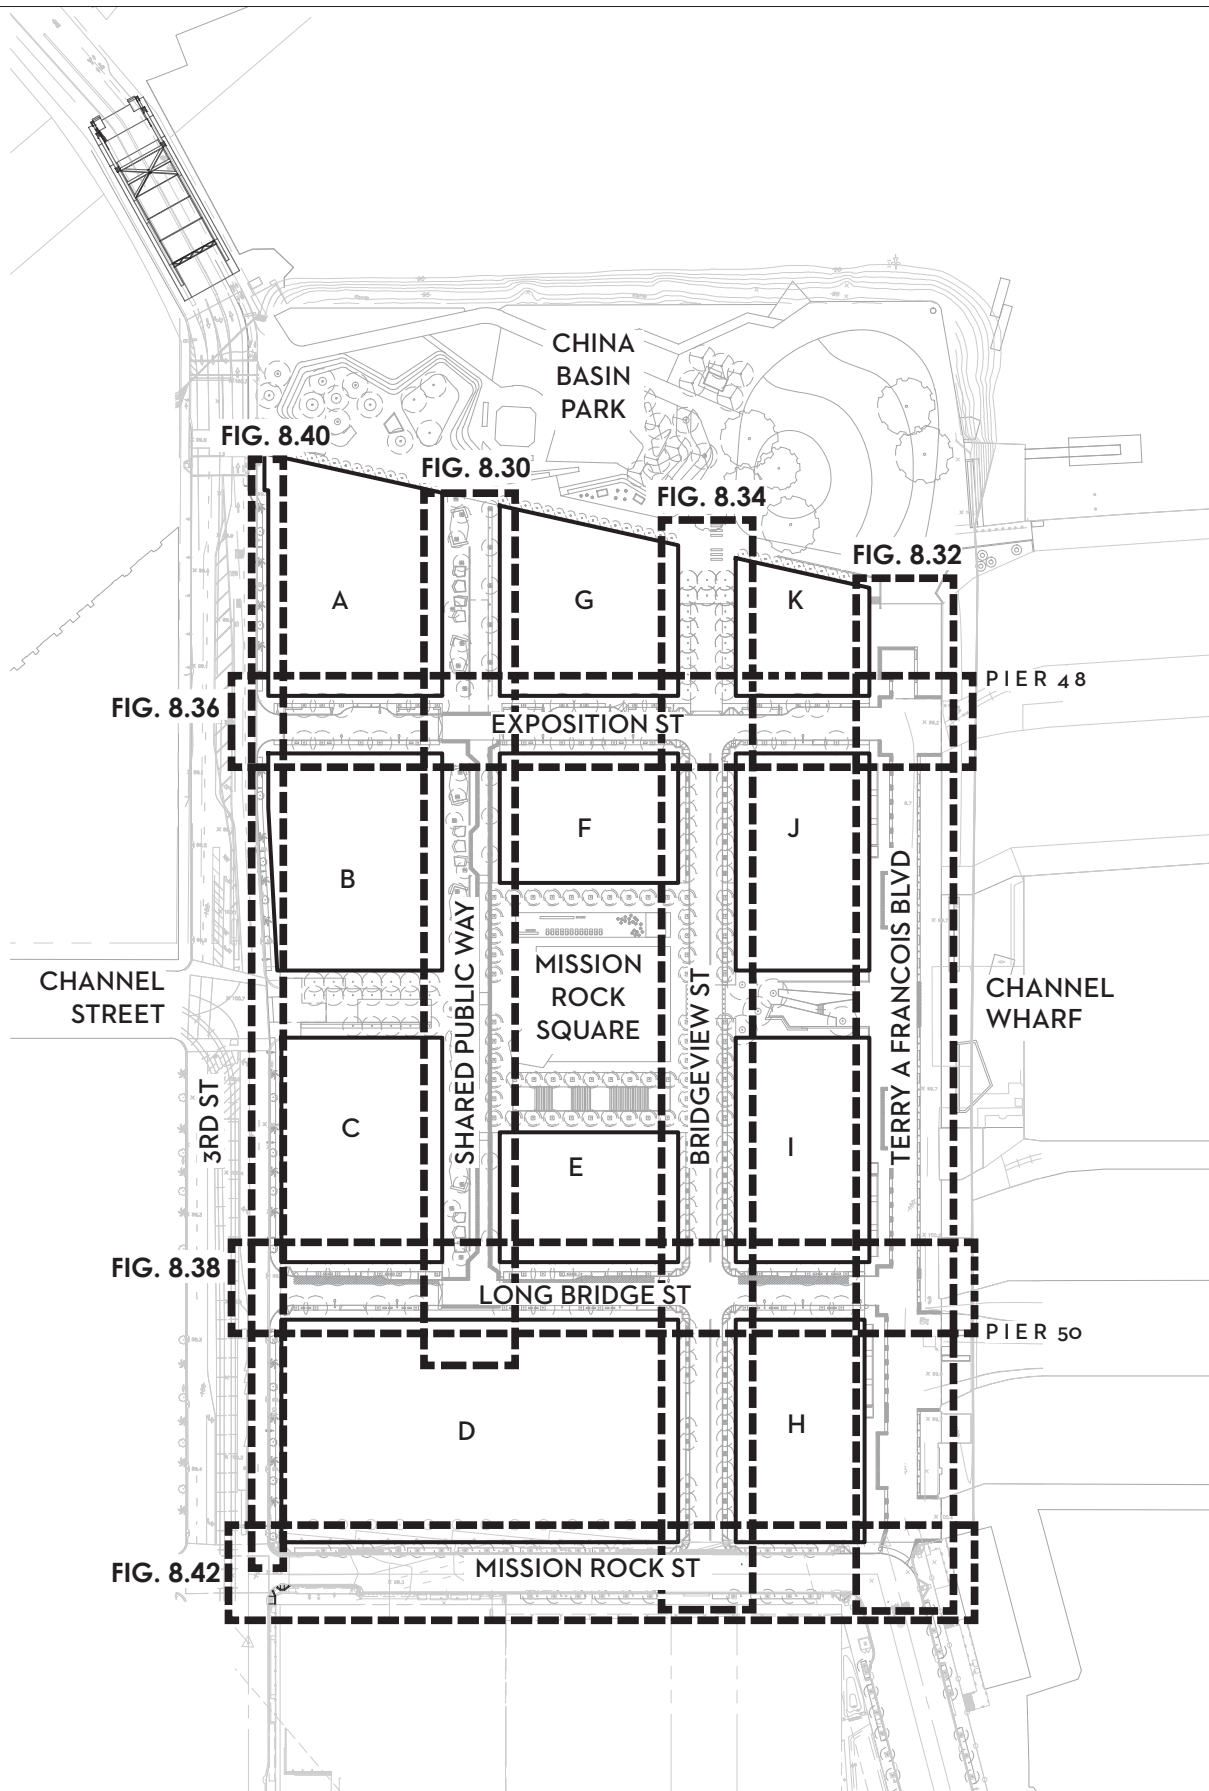 CHINA
BASIN
PARK
FIG. 8.40
FIG. 8.30
FIG. 8.34
FIG. 8.32
A
G
K
PIER 48
FIG. 8.36
EXPOSITION ST
F
J
B
TERRY A FRANCOIS BLVD
SHARED PUBLIC WAY
BRIDGEVIEW ST
MISSION
ROCK
SQUARE
CHANNEL
STREET
CHANNEL
WHARF
3RD ST
C
I
E
FIG. 8.38
LONG BRIDGE ST
PIER 50
D
H
FIG. 8.42
MISSION ROCK ST